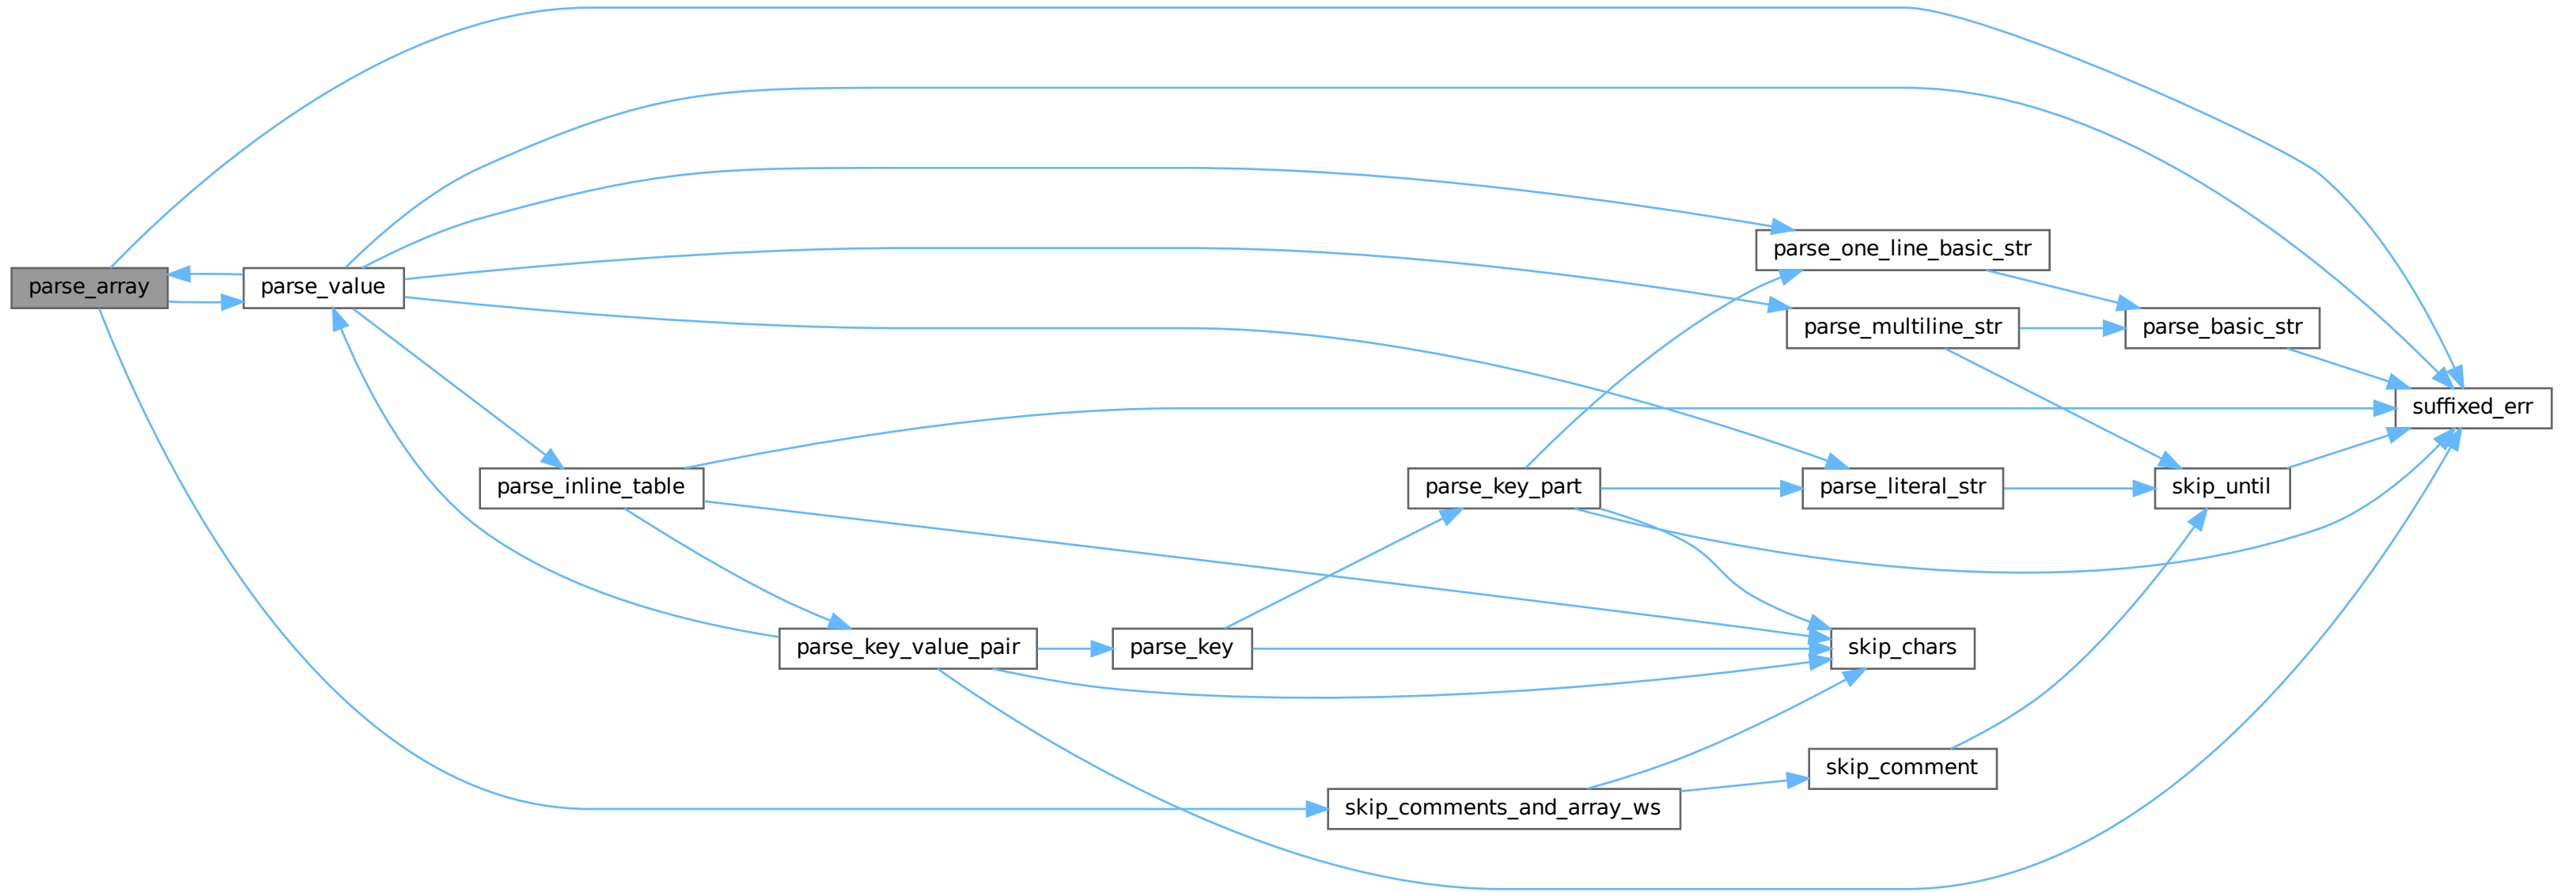 parse_one_line_basic_str
parse_array
parse_value
parse_multiline_str
parse_basic_str
suffixed_err
parse_inline_table
parse_key_part
parse_literal_str
skip_until
parse_key_value_pair
parse_key
skip_chars
skip_comment
skip_comments_and_array_ws